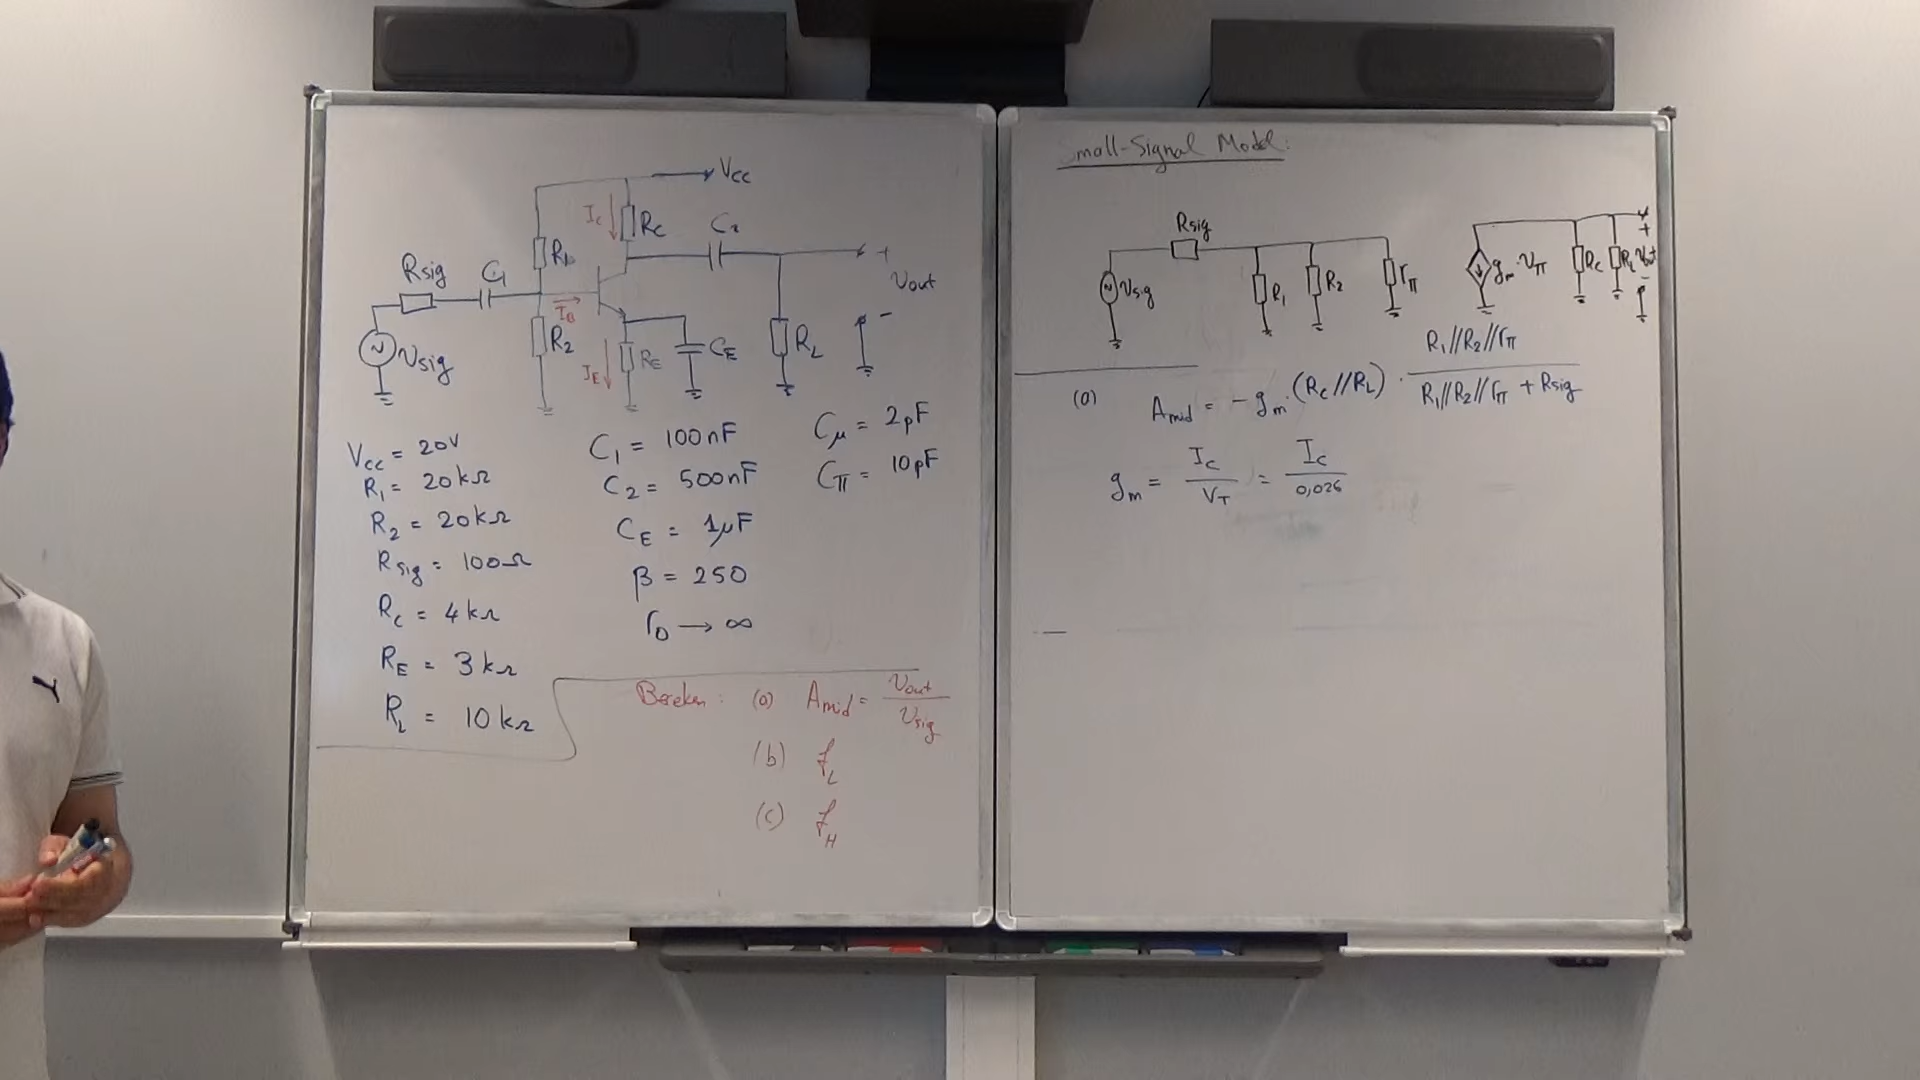 VCC
IC
RC
C2
R1
Rsig
C1
+
Vout
-
IB
R2
Vsig
IE
RE
CE
RL
VCC = 20V
R1 = 20kΩ
R2 = 20kΩ
Rsig = 100Ω
RC = 4kΩ
RE = 3kΩ
RL = 10kΩ
C1 = 100nF
C2 = 500nF
CE = 1μF
β = 250
ro → ∞
Cμ = 2pF
Cπ = 10pF
Bereken: (a) Amid = Vout / Vsig
(b) fL
(c) fH
Small-Signal Model:
Rsig
Vsig
R1
R2
rπ
gm·Vπ
RC
RL
Vout
+
-
(a) Amid = -gm·(RC//RL) · R1//R2//rπ / R1//R2//rπ + Rsig
gm = IC / VT = IC / 0,026